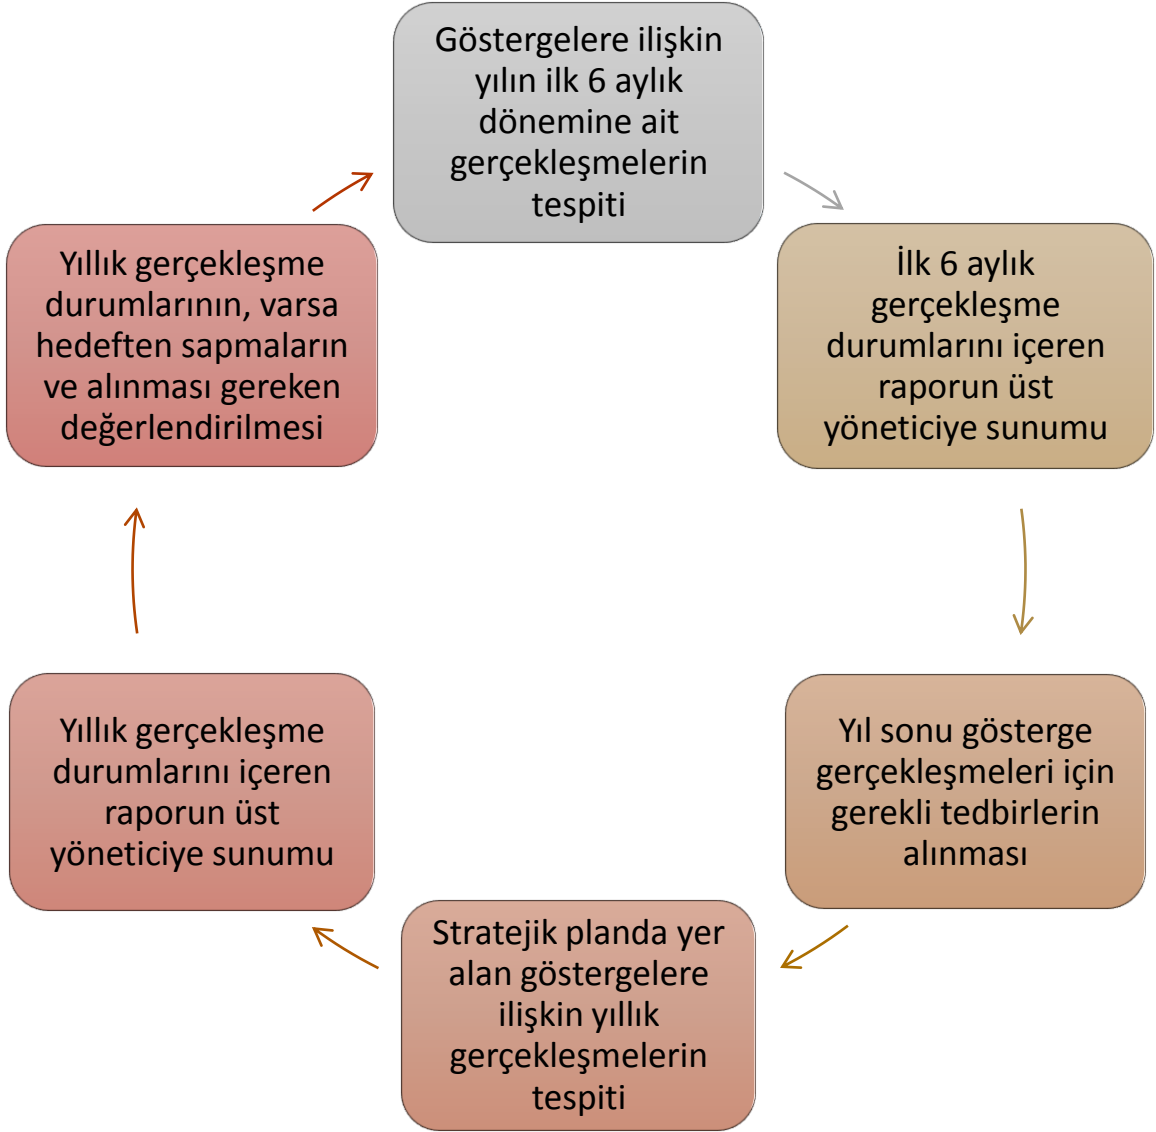 Göstergelere ilişkin
yılın ilk 6 aylık
dönemine ait
gerçekleşmelerin
tespiti
İlk 6 aylık
gerçekleşme
durumlarını içeren
raporun üst
yöneticiye sunumu
Yıl sonu gösterge
gerçekleşmeleri için
gerekli tedbirlerin
alınması
Stratejik planda yer
alan göstergelere
ilişkin yıllık
gerçekleşmelerin
tespiti
Yıllık gerçekleşme
durumlarını içeren
raporun üst
yöneticiye sunumu
Yıllık gerçekleşme
durumlarının, varsa
hedeften sapmaların
ve alınması gereken
değerlendirilmesi